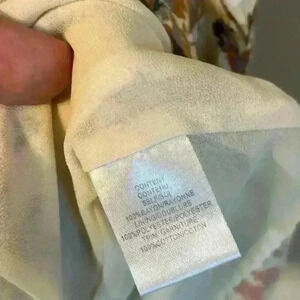 CONTENT
CONTENU
SELF/SOI
100%RAYON/RAYONNE
LINING/DOUBLURE
100%POLYESTER/POLYESTER
TRIM/GARNITURE
100%COTTON/COTON